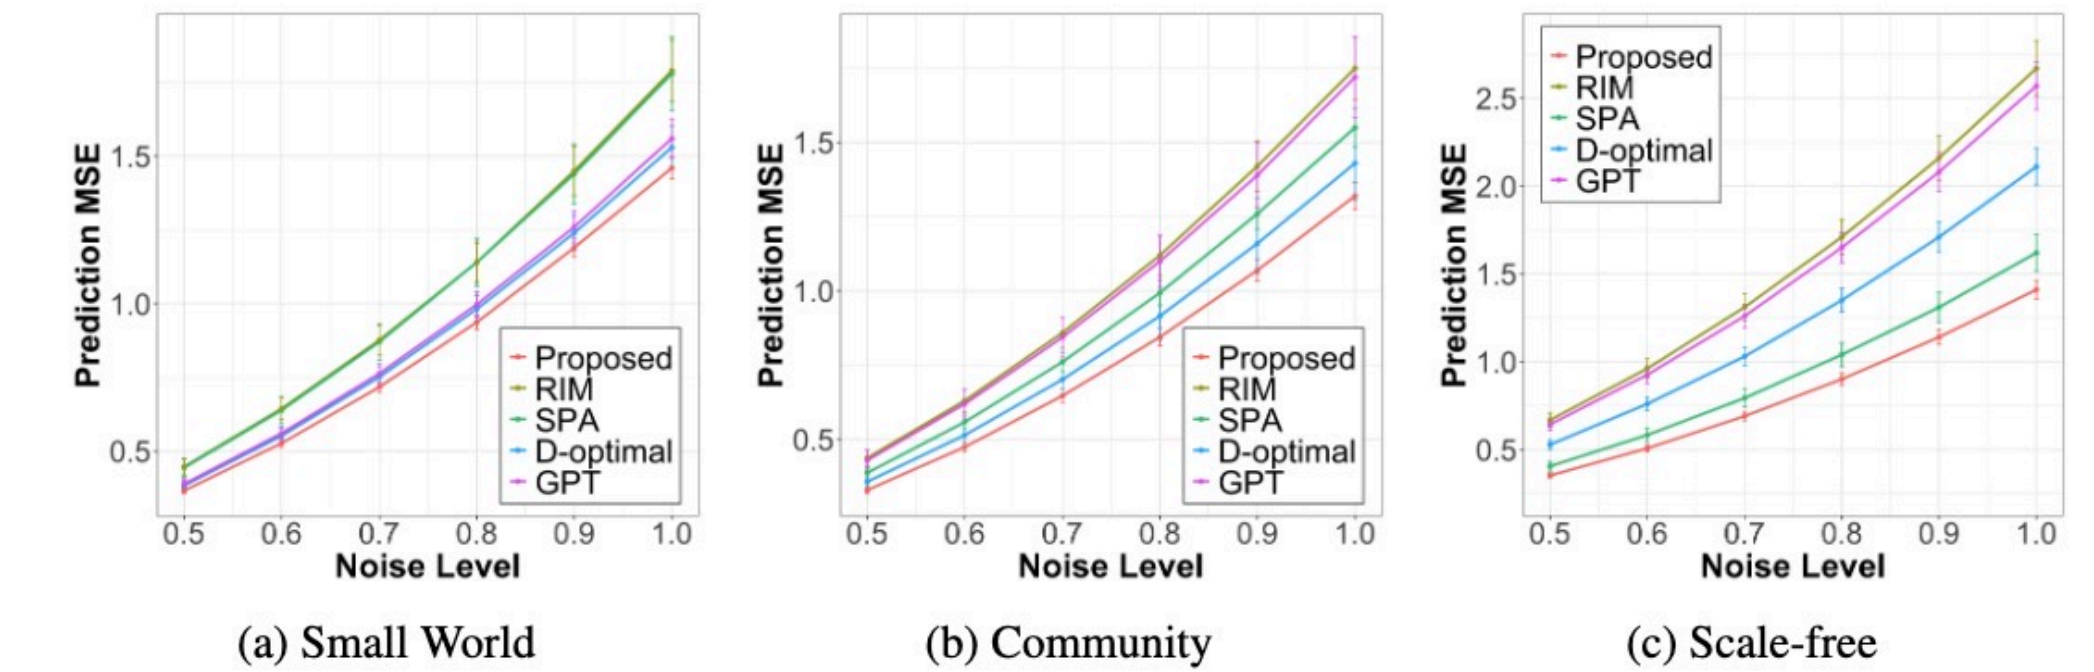 Prediction MSE
1.5
1.0
0.5
Proposed
RIM
SPA
D-optimal
GPT
0.5 0.6 0.7 0.8 0.9 1.0
Noise Level
(a) Small World
Prediction MSE
1.5
1.0
0.5
Proposed
RIM
SPA
D-optimal
GPT
0.5 0.6 0.7 0.8 0.9 1.0
Noise Level
(b) Community
Prediction MSE
2.5
2.0
1.5
1.0
0.5
Proposed
RIM
SPA
D-optimal
GPT
0.5 0.6 0.7 0.8 0.9 1.0
Noise Level
(c) Scale-free